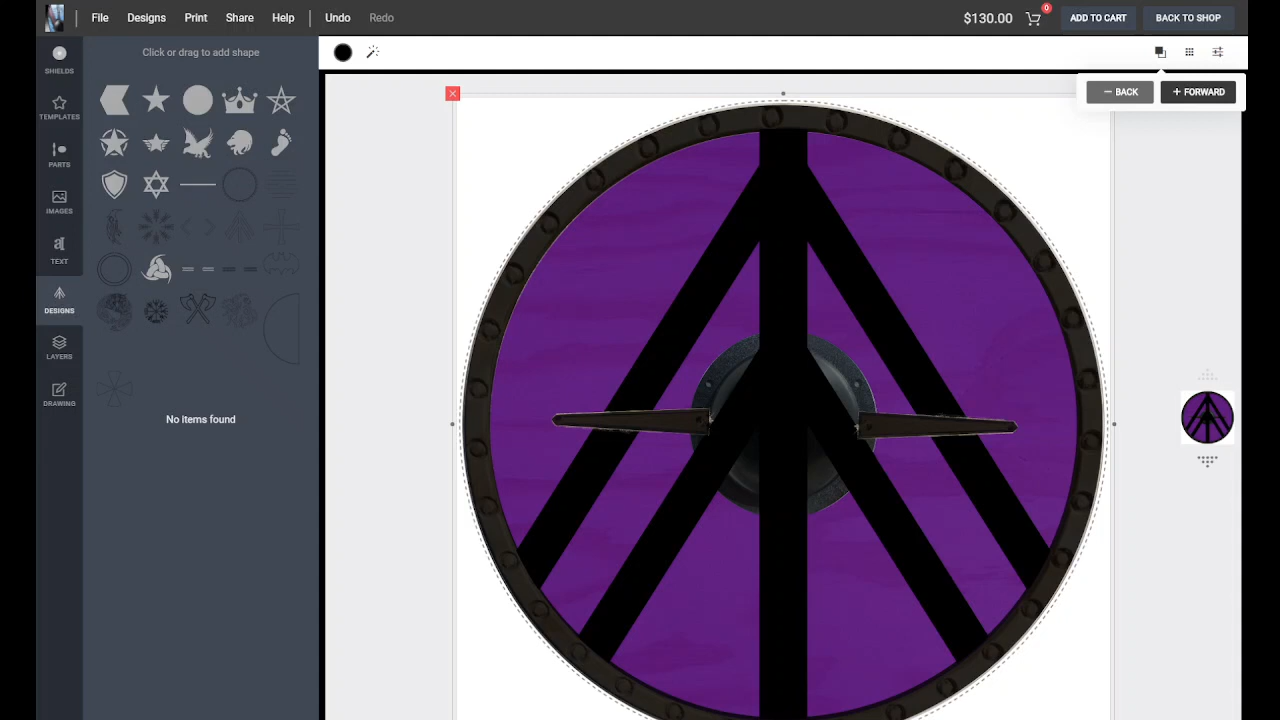 File Designs Print Share Help Undo Redo $130.00 0 ADD TO CART BACK TO SHOP
Click or drag to add shape
SHIELDS
TEMPLATES
PARTS
IMAGES
TEXT
DESIGNS
LAYERS
DRAWING
No items found
− BACK + FORWARD